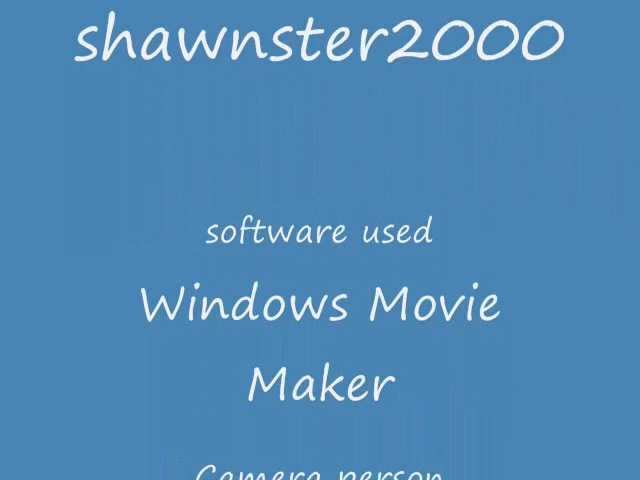 shawnster2000
software used
Windows Movie
Maker
Camera person